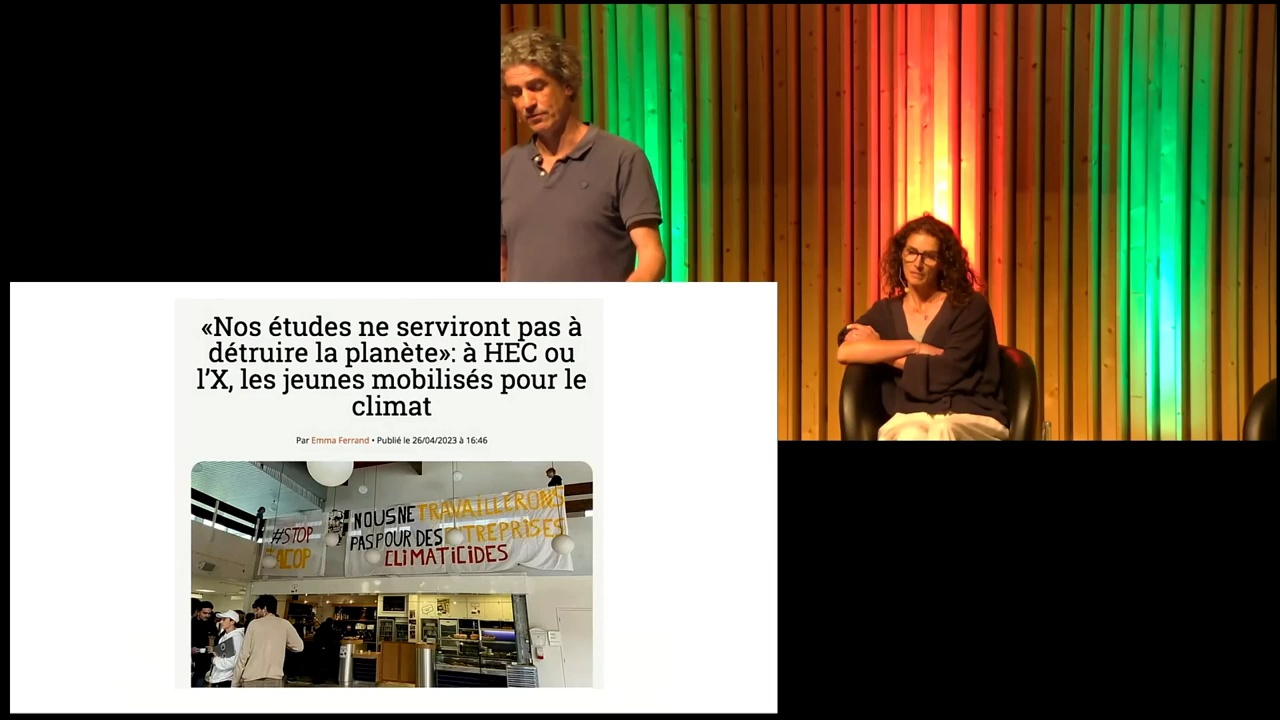 «Nos études ne serviront pas à
détruire la planète»: à HEC ou
l'X, les jeunes mobilisés pour le
climat
Par Emma Ferrand • Publié le 26/04/2023 à 16:46
NOUS NE TRAVAILLERONS
#STOP
PAS POUR DES ENTREPRISES
CLIMATICIDES